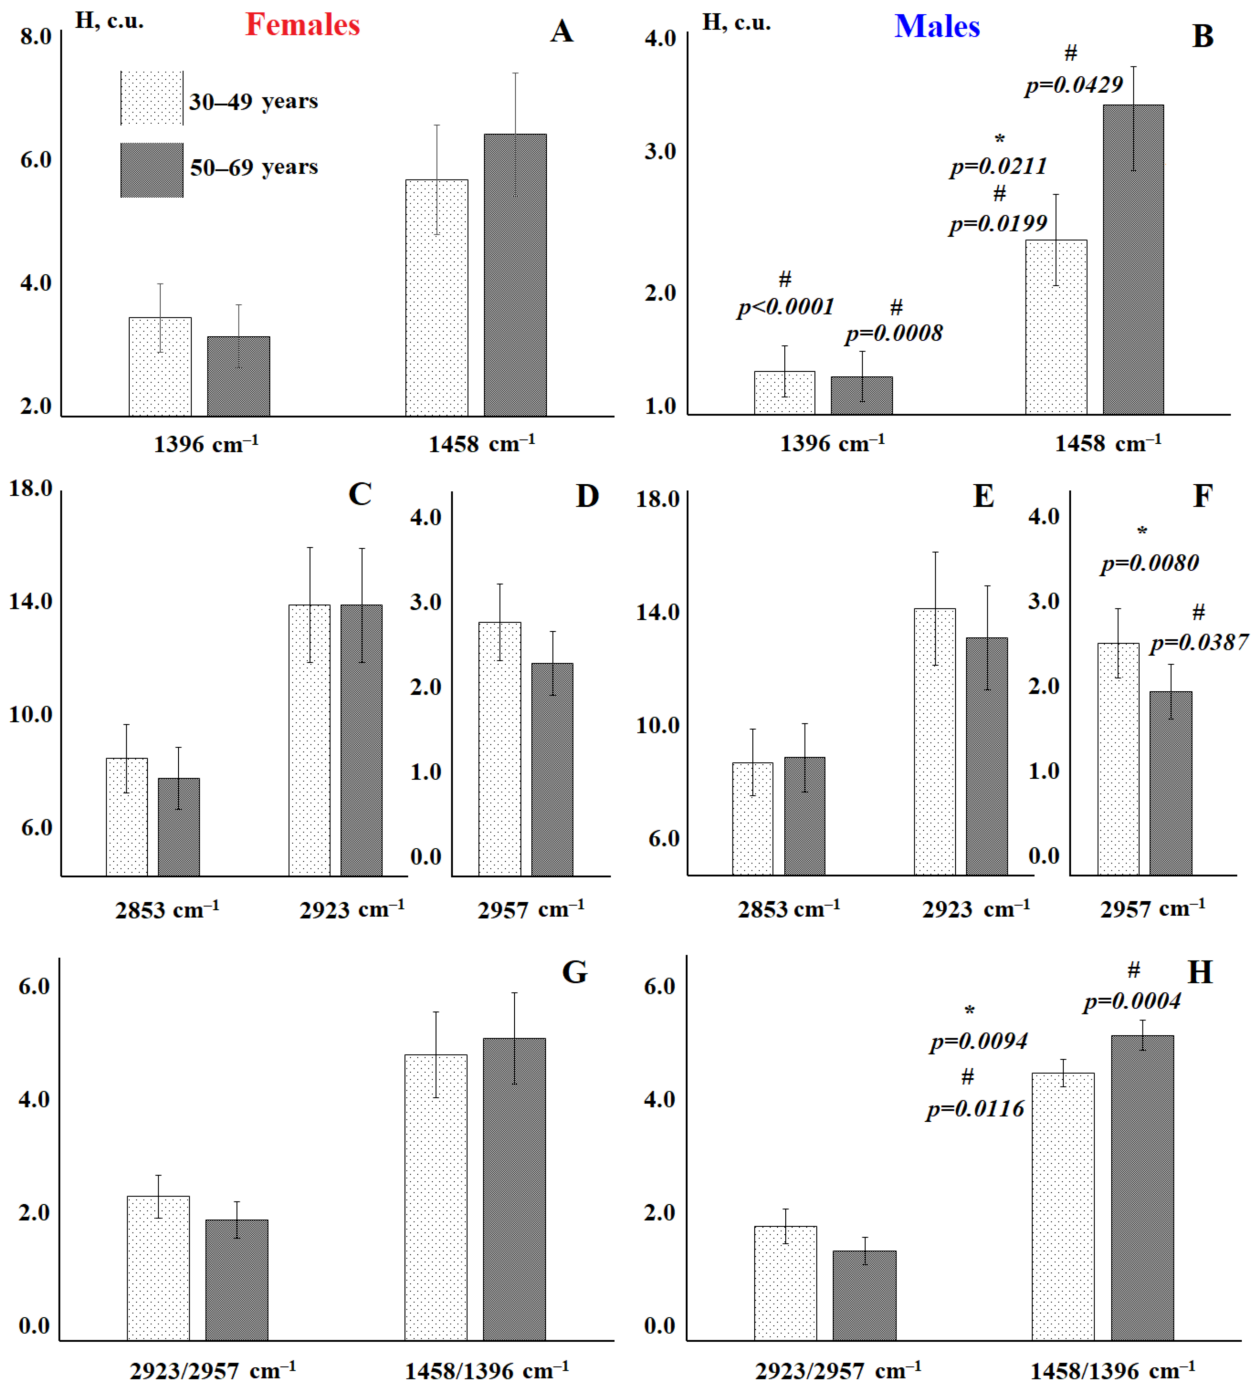 H, c.u.
Females
A
8.0
6.0
4.0
2.0
30–49 years
50–69 years
1396 cm–1
1458 cm–1
H, c.u.
Males
B
4.0
3.0
2.0
1.0
#
p=0.0429
*
p=0.0211
#
p=0.0199
#
p<0.0001
#
p=0.0008
1396 cm–1
1458 cm–1
C
18.0
14.0
10.0
6.0
2853 cm–1
2923 cm–1
D
4.0
3.0
2.0
1.0
0.0
2957 cm–1
E
18.0
14.0
10.0
6.0
2853 cm–1
2923 cm–1
F
4.0
3.0
2.0
1.0
0.0
*
p=0.0080
#
p=0.0387
2957 cm–1
G
6.0
4.0
2.0
0.0
2923/2957 cm–1
1458/1396 cm–1
H
6.0
4.0
2.0
0.0
#
p=0.0004
*
p=0.0094
#
p=0.0116
2923/2957 cm–1
1458/1396 cm–1